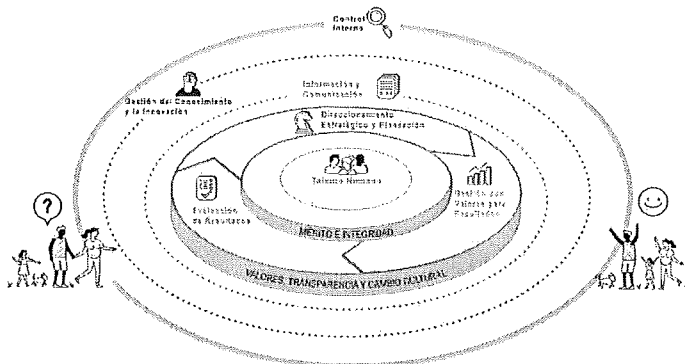 Control
Interno
Información y
Comunicación
Gestión del Conocimiento
y la Innovación
Direccionamiento
Estratégico y Planeación
Talento Humano
Gestión con
Valores para
Resultados
Evaluación
de Resultados
MÉRITO E INTEGRIDAD
VALORES, TRANSPARENCIA Y CAMBIO CULTURAL
?